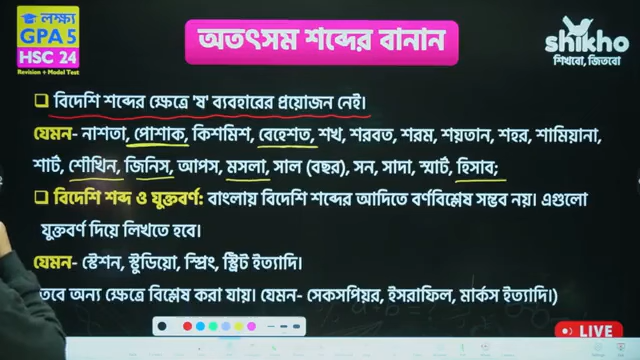 লক্ষ্য
GPA 5
HSC 24
Revision + Model Test
অতৎসম শব্দের বানান
shikho
শিখবো, জিতবো
বিদেশি শব্দের ক্ষেত্রে 'ষ' ব্যবহারের প্রয়োজন নেই।
যেমন- নাশতা, পোশাক, কিশমিশ, বেহেশত, শখ, শরবত, শরম, শয়তান, শহর, শামিয়ানা,
শার্ট, শৌখিন, জিনিস, আপস, মসলা, সাল (বছর), সন, সাদা, স্মার্ট, হিসাব;
বিদেশি শব্দ ও যুক্তবর্ণ: বাংলায় বিদেশি শব্দের আদিতে বর্ণবিশ্লেষ সম্ভব নয়। এগুলো
যুক্তবর্ণ দিয়ে লিখতে হবে।
যেমন- স্টেশন, স্টুডিয়ো, স্প্রিং, স্ট্রিট ইত্যাদি।
তবে অন্য ক্ষেত্রে বিশ্লেষ করা যায়। যেমন- সেকসপিয়র, ইসরাফিল, মার্কস ইত্যাদি।)
LIVE